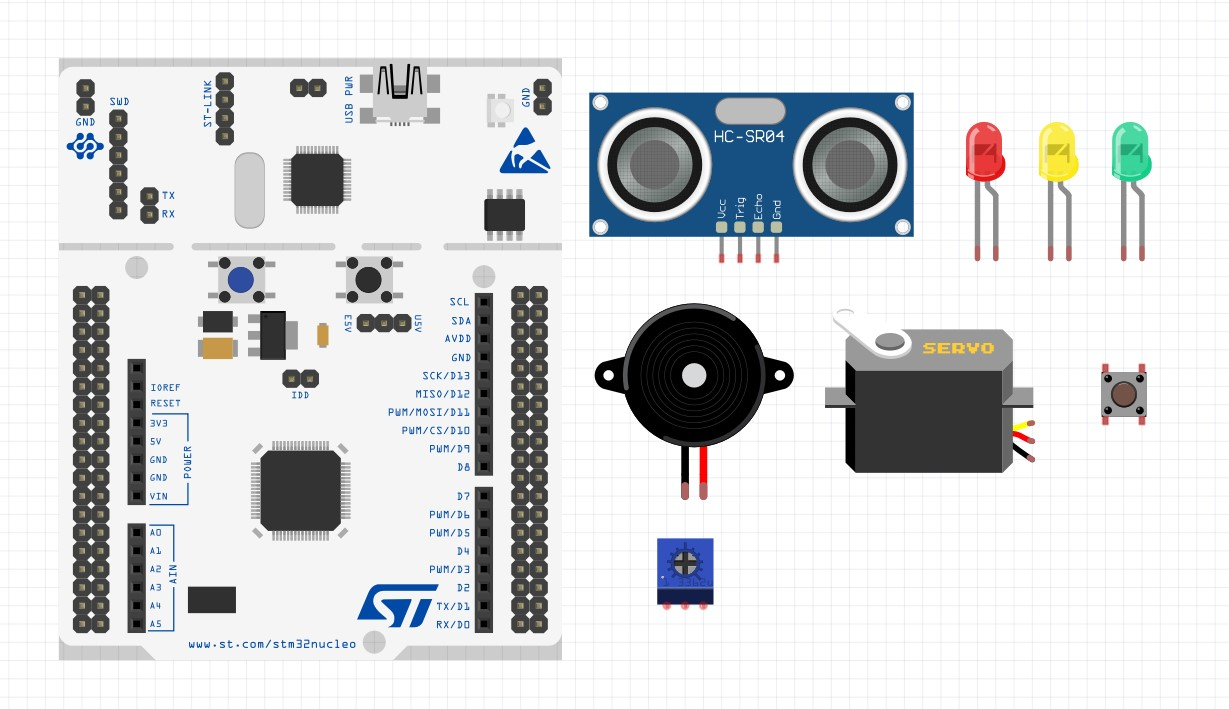 SWD
GND
TX
RX
ST-LINK
USB PWR
GND
E5V
U5V
IDD
IOREF
RESET
3V3
5V
GND
GND
VIN
POWER
A0
A1
A2
A3
A4
A5
AIN
SCL
SDA
AVDD
GND
SCK/D13
MISO/D12
PWM/MOSI/D11
PWM/CS/D10
PWM/D9
D8
D7
PWM/D6
PWM/D5
D4
PWM/D3
D2
TX/D1
RX/D0
ST
www.st.com/stm32nucleo
HC-SR04
Vcc
Trig
Echo
Gnd
SERVO